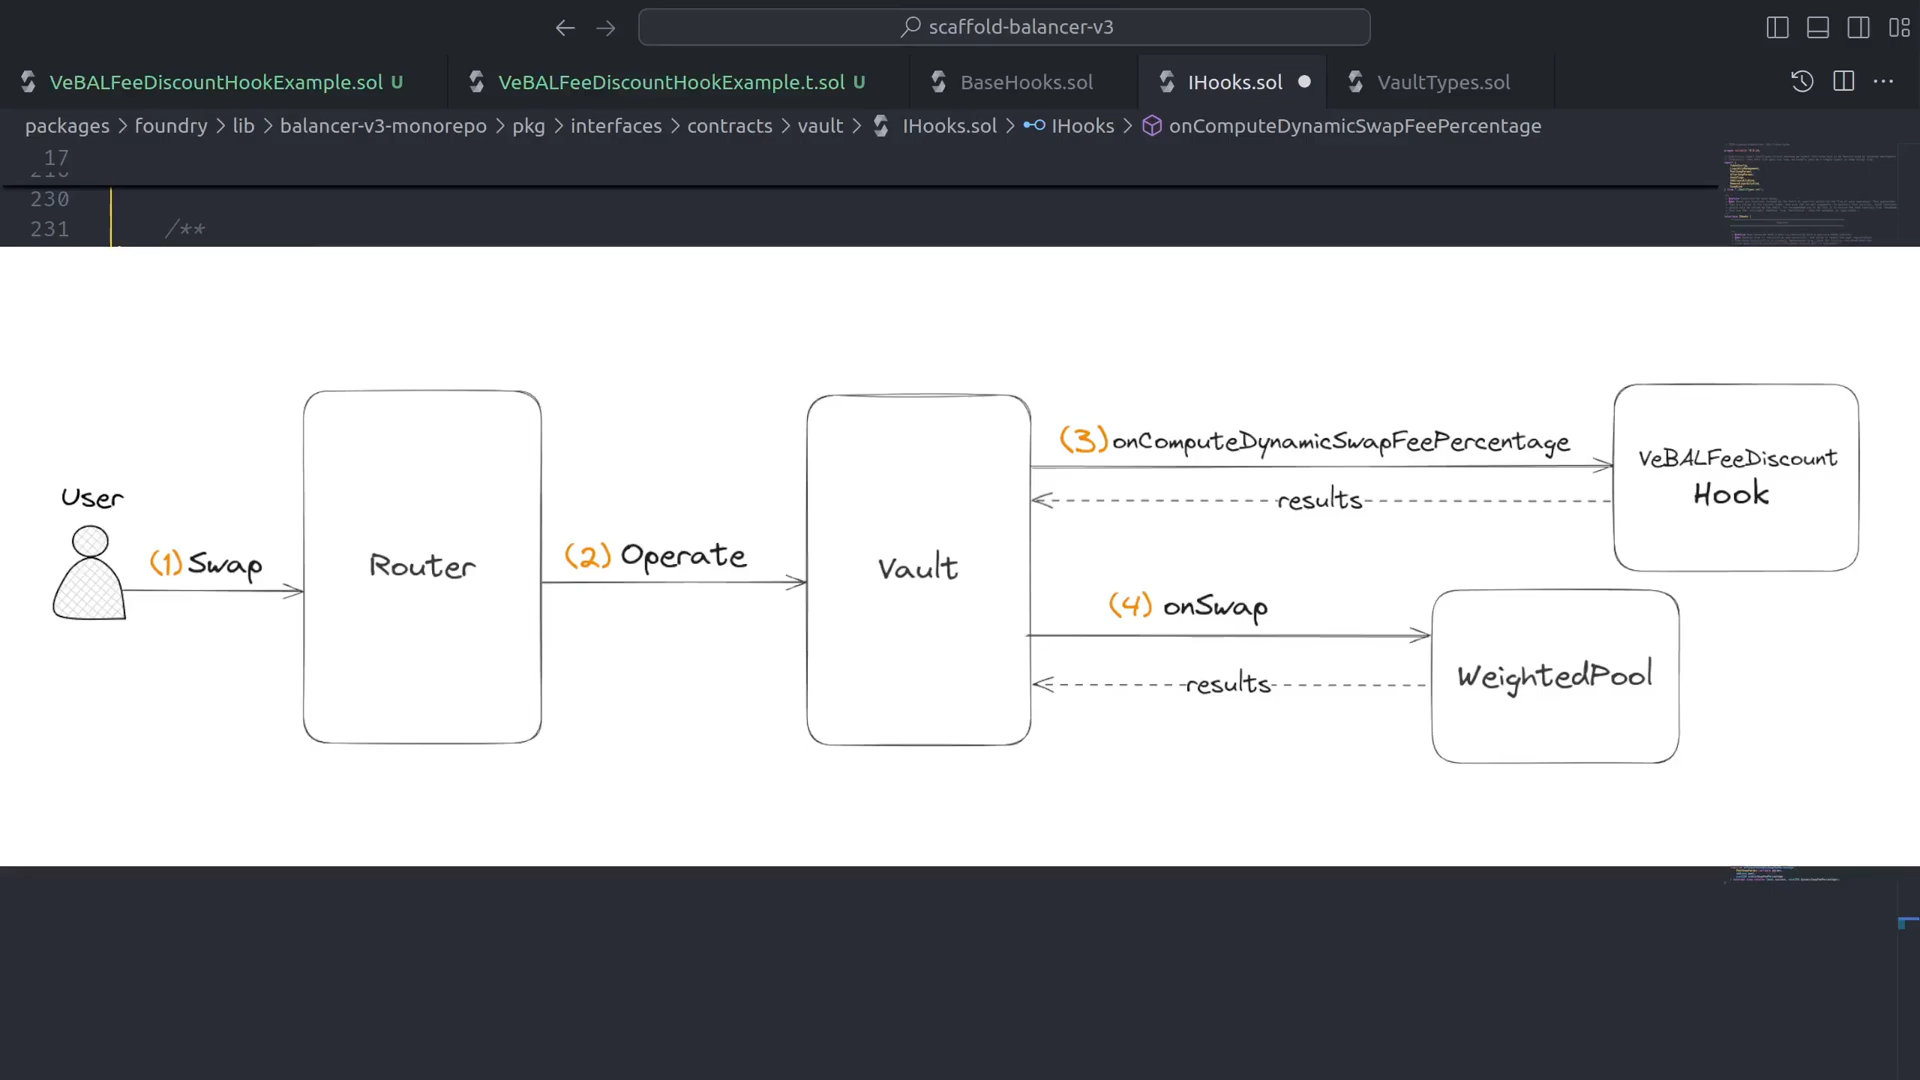 scaffold-balancer-v3
VeBALFeeDiscountHookExample.sol U
VeBALFeeDiscountHookExample.t.sol U
BaseHooks.sol
IHooks.sol
VaultTypes.sol
packages > foundry > lib > balancer-v3-monorepo > pkg > interfaces > contracts > vault > IHooks.sol > IHooks > onComputeDynamicSwapFeePercentage
17
230
231 /**
User
(1) Swap
Router
(2) Operate
Vault
(3) onComputeDynamicSwapFeePercentage
results
VeBALFeeDiscount
Hook
(4) onSwap
results
WeightedPool